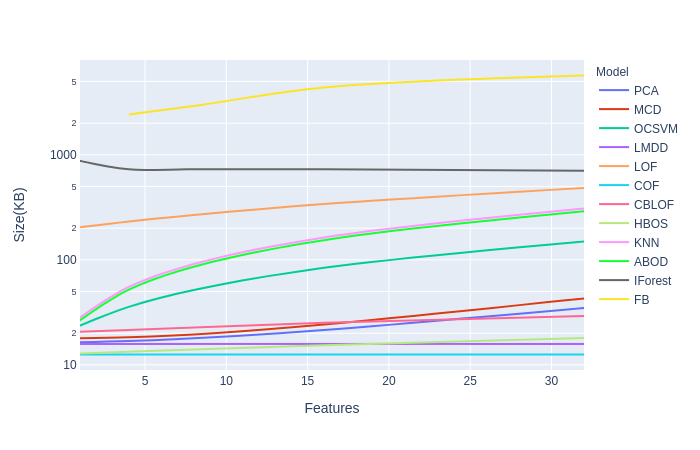 Size(KB)
5
2
1000
5
2
100
5
2
10
5
10
15
20
25
30
Features
Model
PCA
MCD
OCSVM
LMDD
LOF
COF
CBLOF
HBOS
KNN
ABOD
IForest
FB